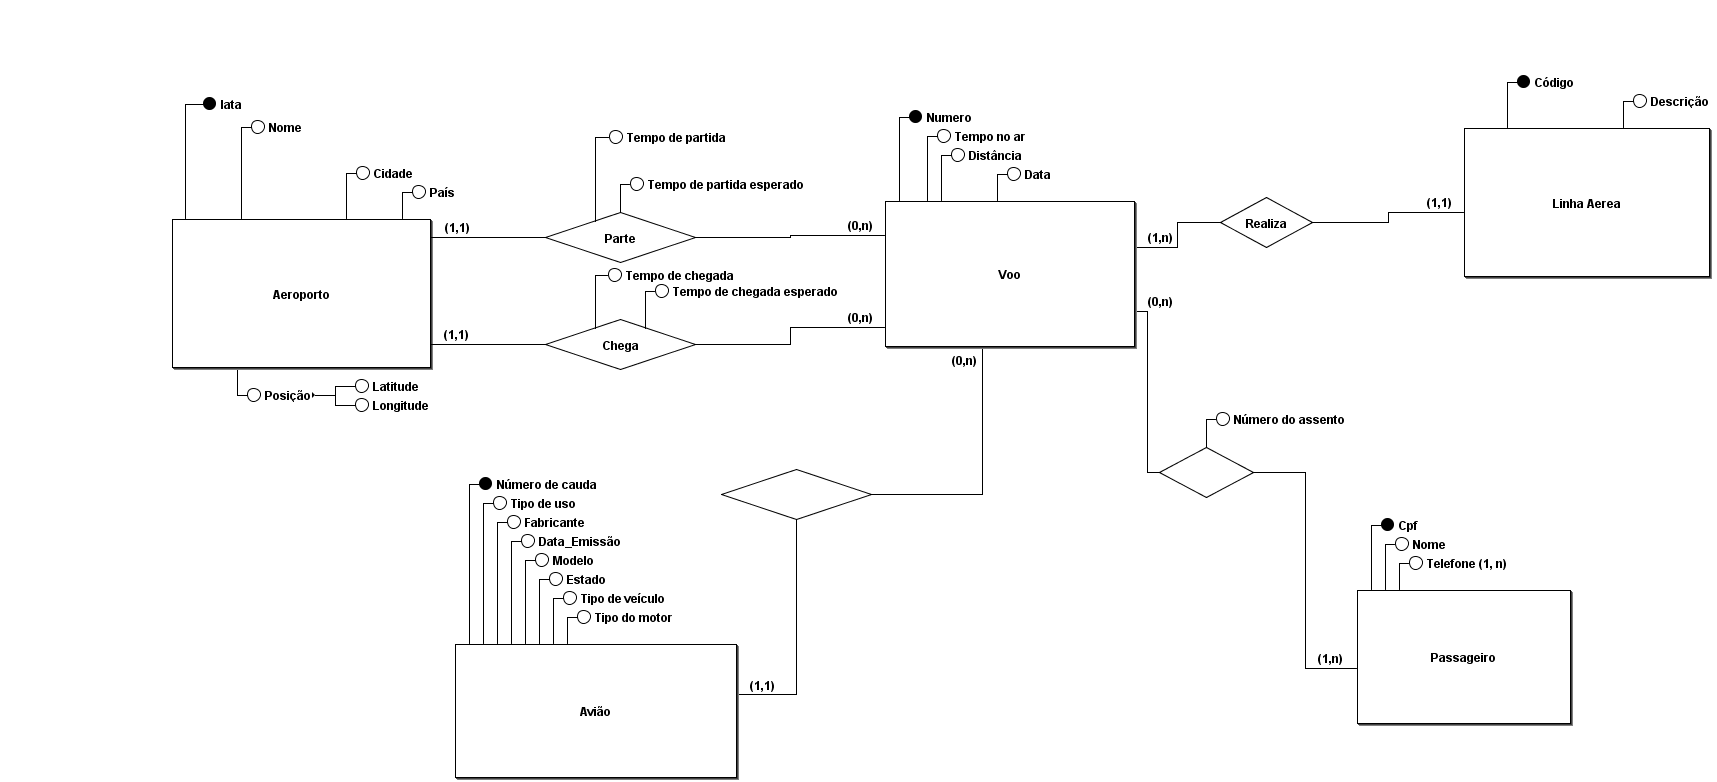 Código
Descrição
Iata
Nome
Numero
Tempo de partida
Tempo no ar
Distância
Cidade
Data
País
Tempo de partida esperado
(1,1)
Linha Aerea
(1,1)
(0,n)
Parte
Realiza
(1,n)
Voo
Tempo de chegada
Tempo de chegada esperado
Aeroporto
(0,n)
(0,n)
(1,1)
Chega
(0,n)
Posição
Latitude
Longitude
Número do assento
Número de cauda
Tipo de uso
Fabricante
Data_Emissão
Modelo
Estado
Tipo de veículo
Tipo do motor
Cpf
Nome
Telefone (1, n)
(1,n)
Passageiro
(1,1)
Avião